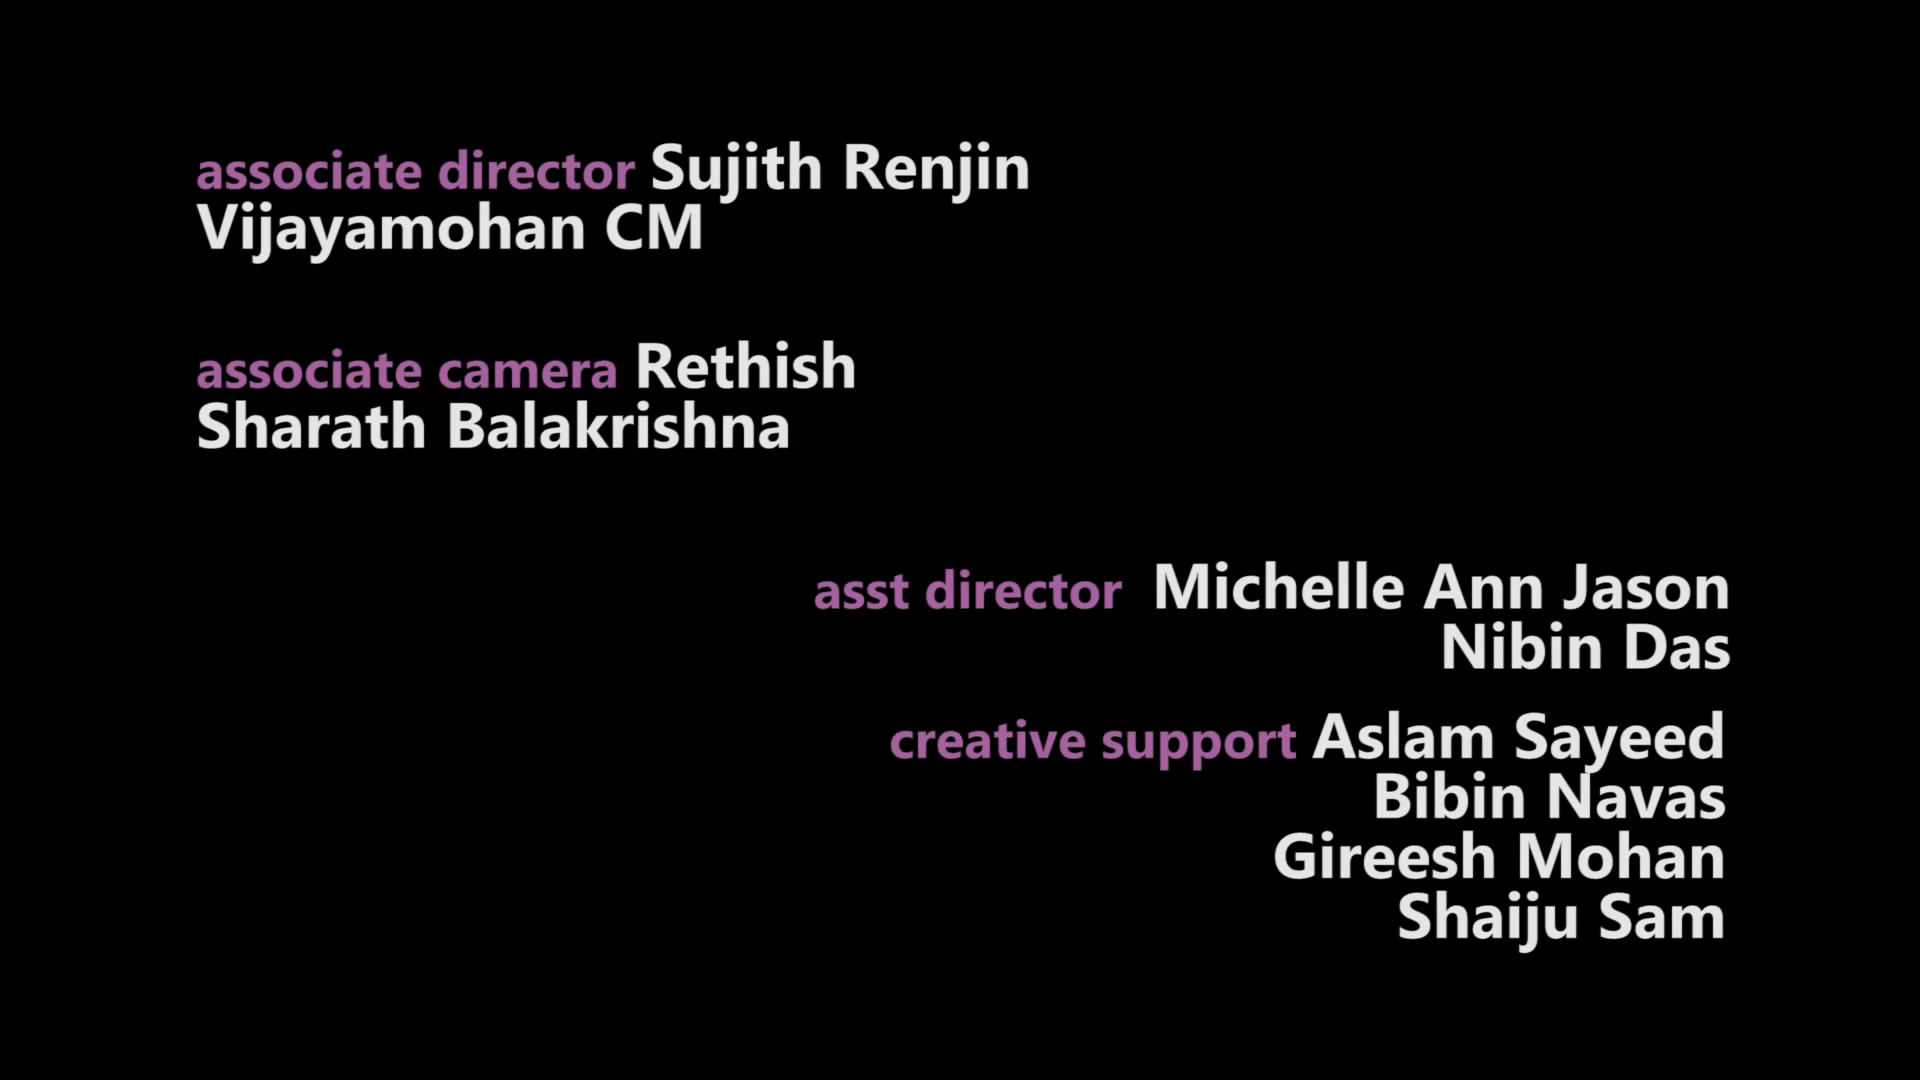 associate director Sujith Renjin
Vijayamohan CM
associate camera Rethish
Sharath Balakrishna
asst director Michelle Ann Jason
Nibin Das
creative support Aslam Sayeed
Bibin Navas
Gireesh Mohan
Shaiju Sam